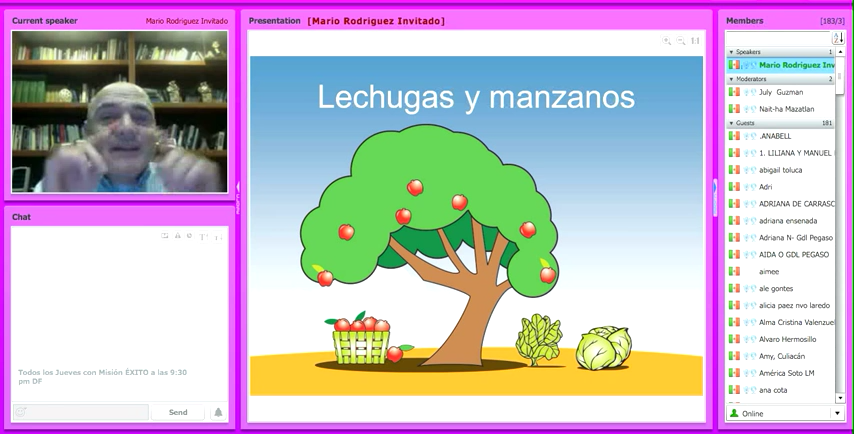 Current speaker
Mario Rodriguez Invitado
Chat
Todos los Jueves con Misión ÉXITO a las 9:30
pm DF
Send
Presentation [Mario Rodriguez Invitado]
1:1
Lechugas y manzanos
Members [183/3]
Speakers 1
Mario Rodriguez Inv
Moderators 2
July Guzman
Nait-ha Mazatlan
Guests 181
.ANABELL
1. LILIANA Y MANUEL
abigail toluca
Adri
ADRIANA DE CARRASC
adriana ensenada
Adriana N- Gdl Pegaso
AIDA O GDL PEGASO
aimee
ale gontes
alicia paez nvo laredo
Alma Cristina Valenzue
Alvaro Hermosillo
Amy, Culiacán
América Soto LM
ana cota
Online